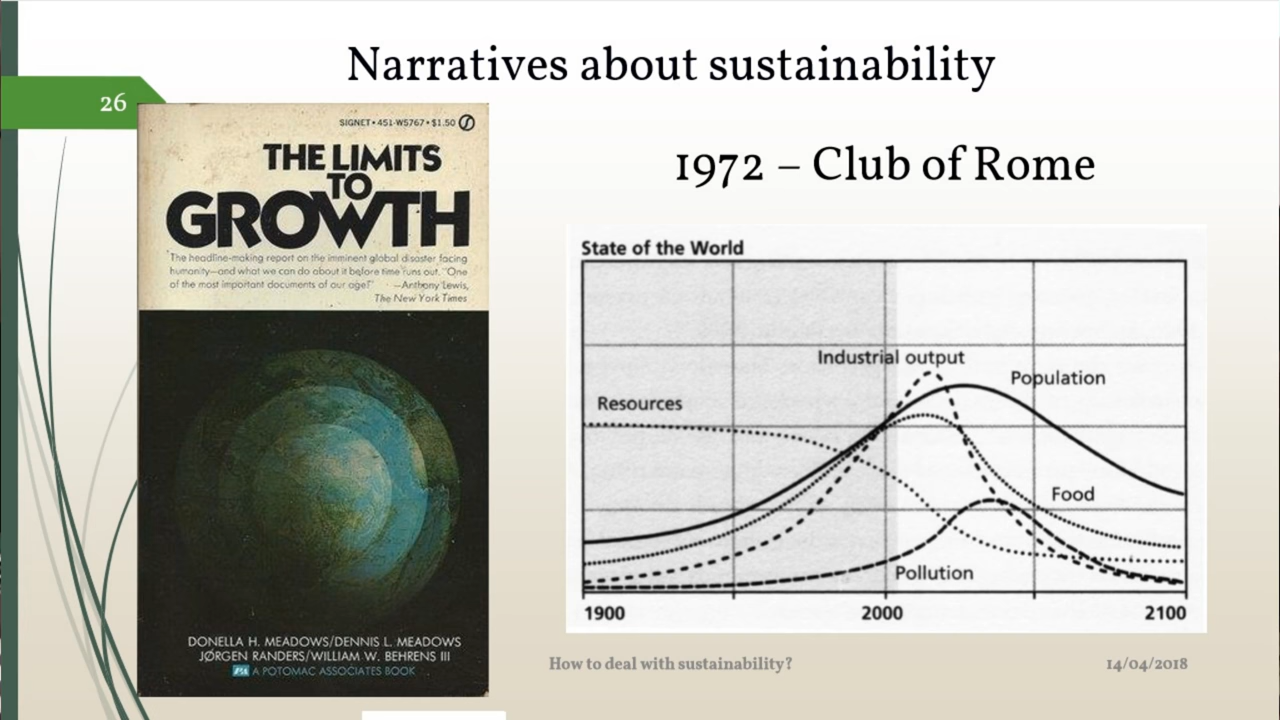 Narratives about sustainability
26
SIGNET • 451-W5767 • $1.50
THE LIMITS
TO
GROWTH
"The headline-making report on the imminent global disaster facing
humanity—and what we can do about it before time runs out. "One
of the most important documents of our age!" —Anthony Lewis,
The New York Times
DONELLA H. MEADOWS/DENNIS L. MEADOWS
JØRGEN RANDERS/WILLIAM W. BEHRENS III
A POTOMAC ASSOCIATES BOOK
1972 – Club of Rome
State of the World
Industrial output
Population
Resources
Food
Pollution
1900 2000 2100
How to deal with sustainability? 14/04/2018